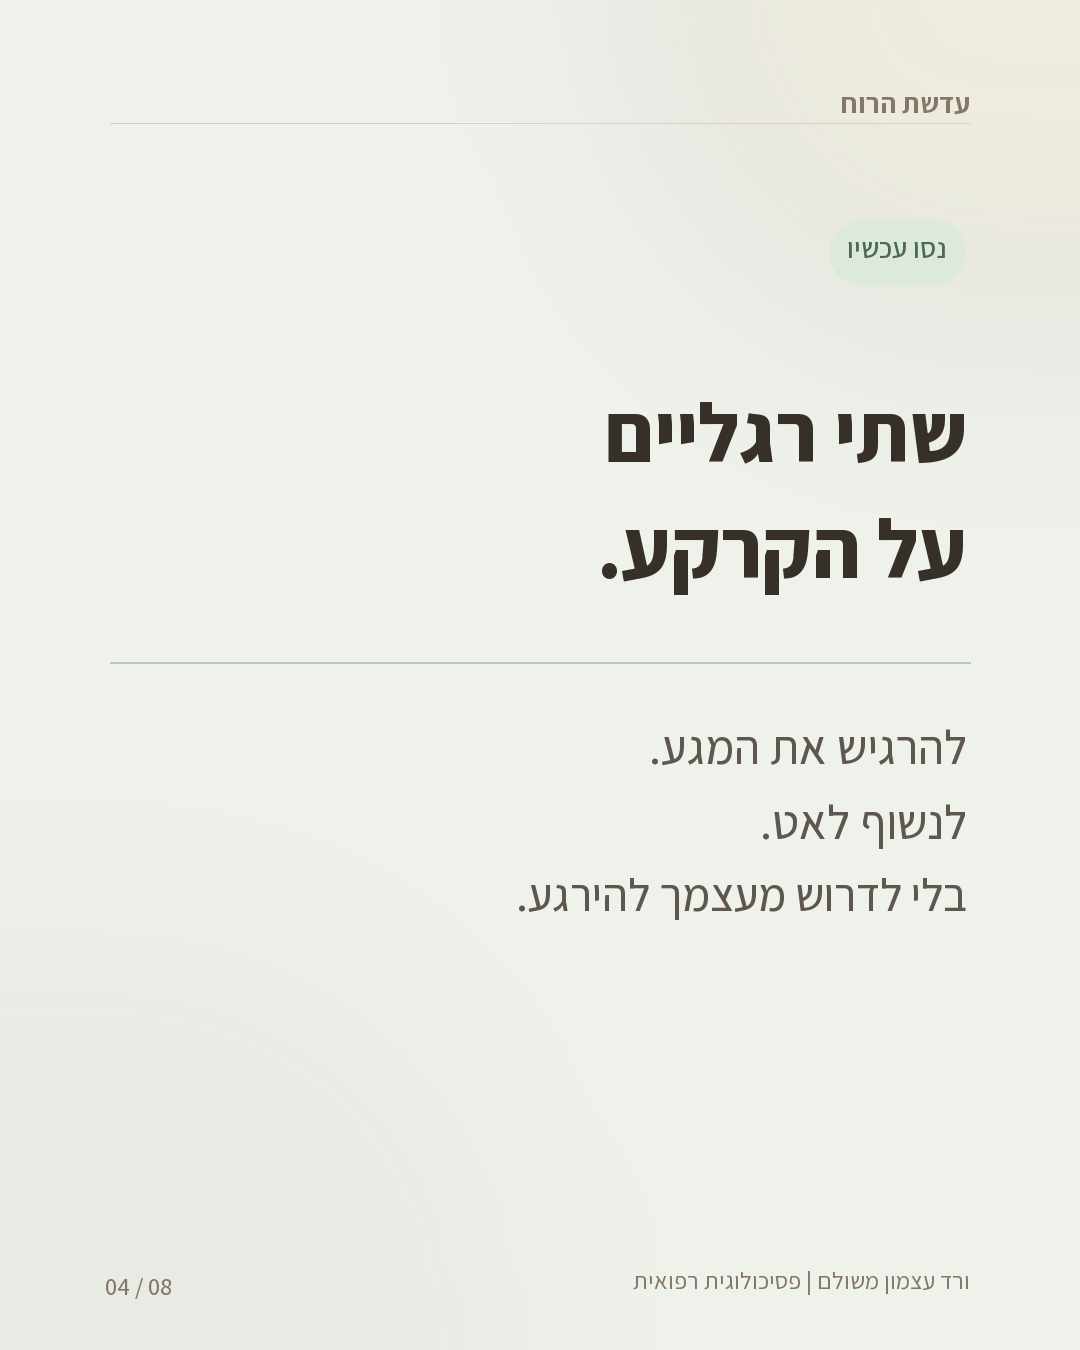 עדשת הרוח
נסו עכשיו
שתי רגליים
על הקרקע.
להרגיש את המגע.
לנשוף לאט.
בלי לדרוש מעצמך להירגע.
ורד עצמון משולם | פסיכולוגית רפואית
04 / 08